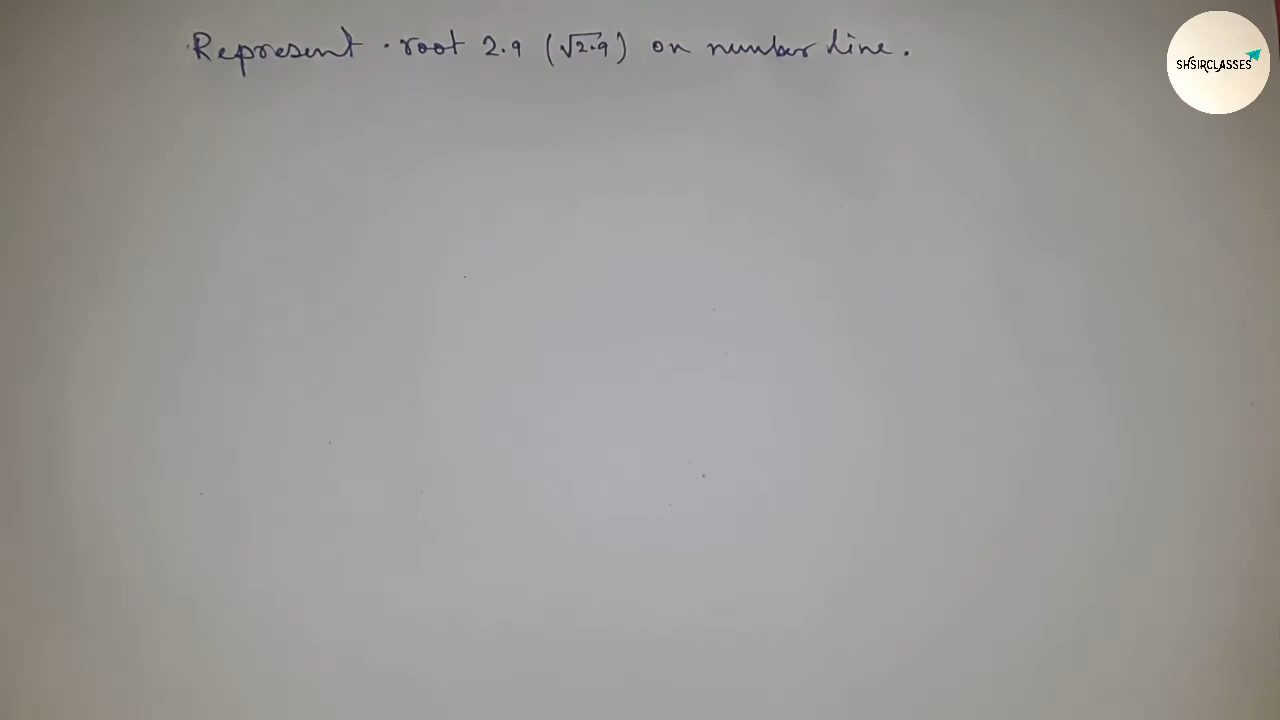 Represent root 2.9 (√2.9) on number line.
SHSIRCLASSES